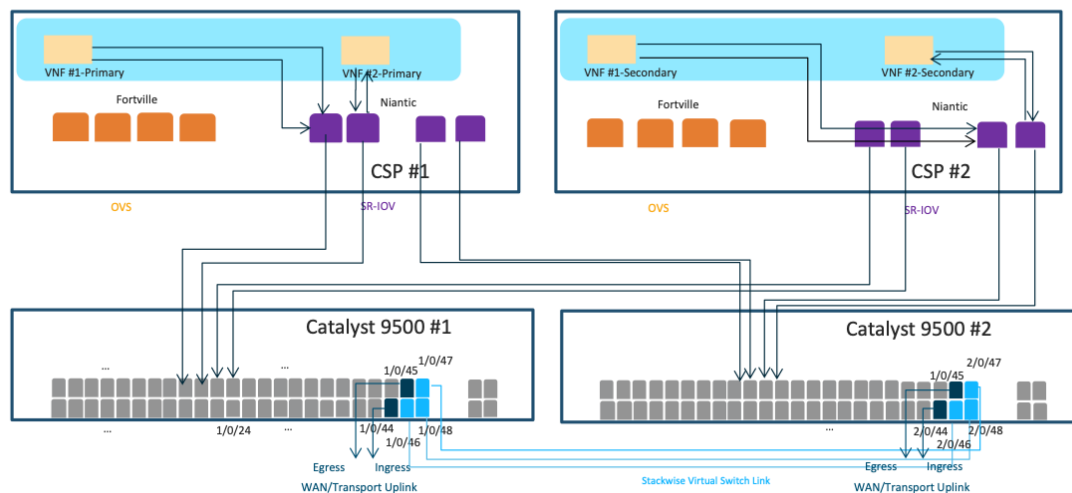 VNF #1-Primary
VNF #2-Primary
VNF #1-Secondary
VNF #2-Secondary
Fortville
Niantic
Fortville
Niantic
CSP #1
CSP #2
OVS
SR-IOV
OVS
SR-IOV
Catalyst 9500 #1
Catalyst 9500 #2
...
...
1/0/47
1/0/45
2/0/47
1/0/45
1/0/24
...
1/0/44
1/0/48
1/0/46
...
2/0/44
2/0/48
2/0/46
Egress
Ingress
WAN/Transport Uplink
Stackwise Virtual Switch Link
Egress
Ingress
WAN/Transport Uplink